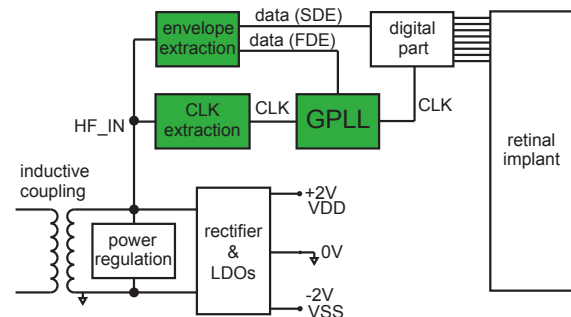 data (SDE)
envelope
extraction
data (FDE)
digital
part
CLK
extraction
CLK
GPLL
CLK
HF_IN
retinal
implant
inductive
coupling
power
regulation
rectifier
&
LDOs
+2V
VDD
0V
-2V
VSS